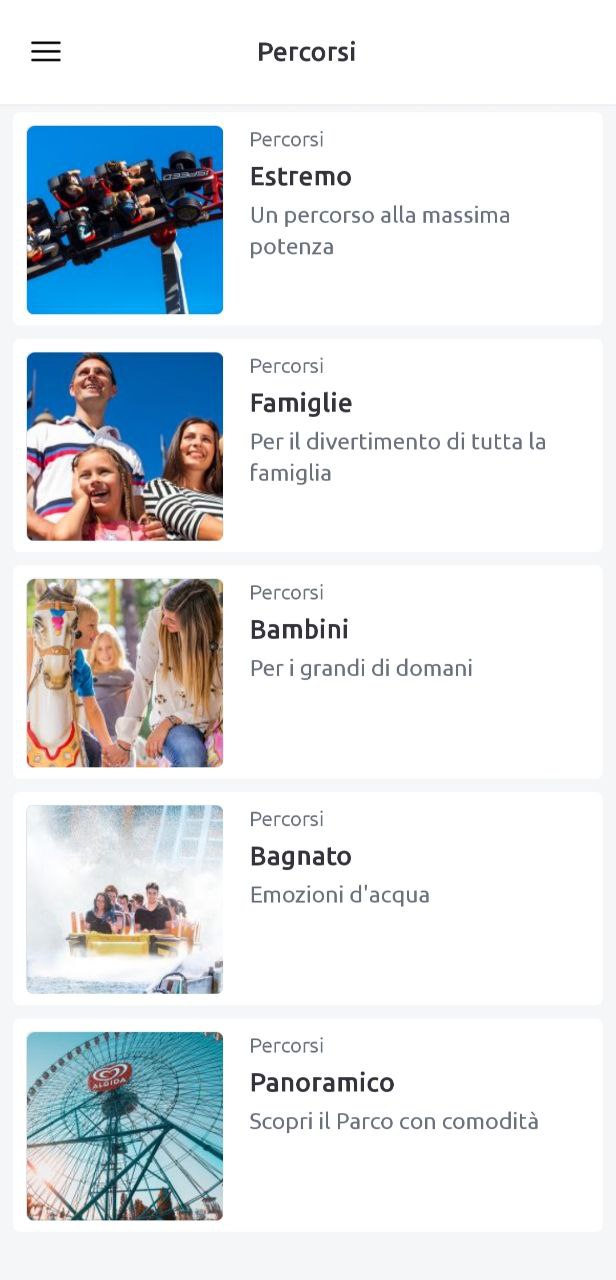 Percorsi
Percorsi
Estremo
Un percorso alla massima
potenza
Percorsi
Famiglie
Per il divertimento di tutta la
famiglia
Percorsi
Bambini
Per i grandi di domani
Percorsi
Bagnato
Emozioni d'acqua
Percorsi
Panoramico
Scopri il Parco con comodità
ALGIDA